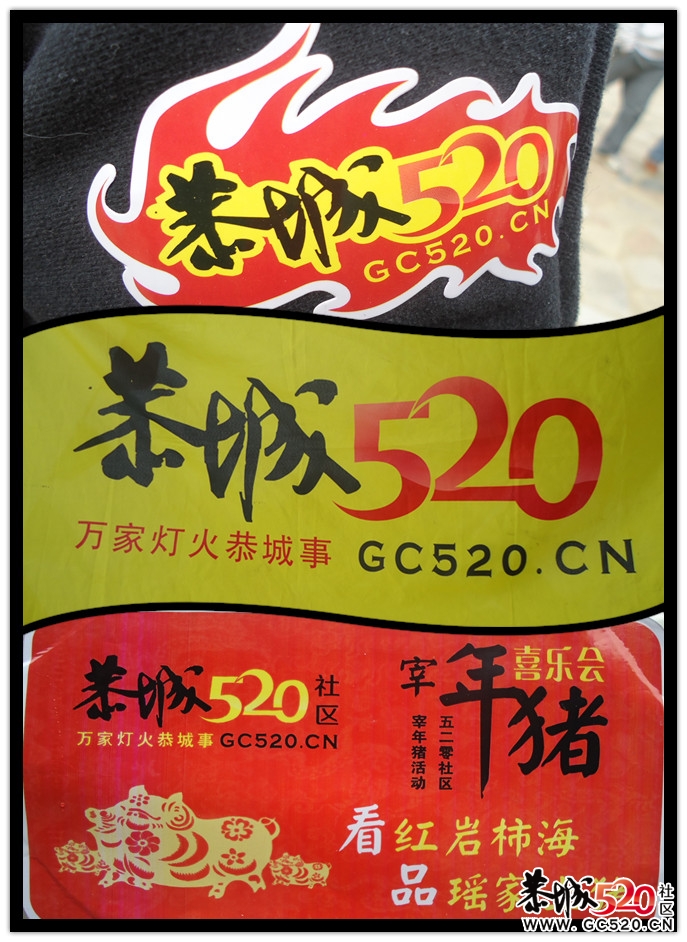 恭城520
GC520.CN
恭城520
万家灯火恭城事 GC520.CN
恭城520社区
万家灯火恭城事 GC520.CN
宰年猪喜乐会
五二零社区
宰年猪活动
看红岩柿海
品瑶家
恭城520社区
WWW.GC520.CN